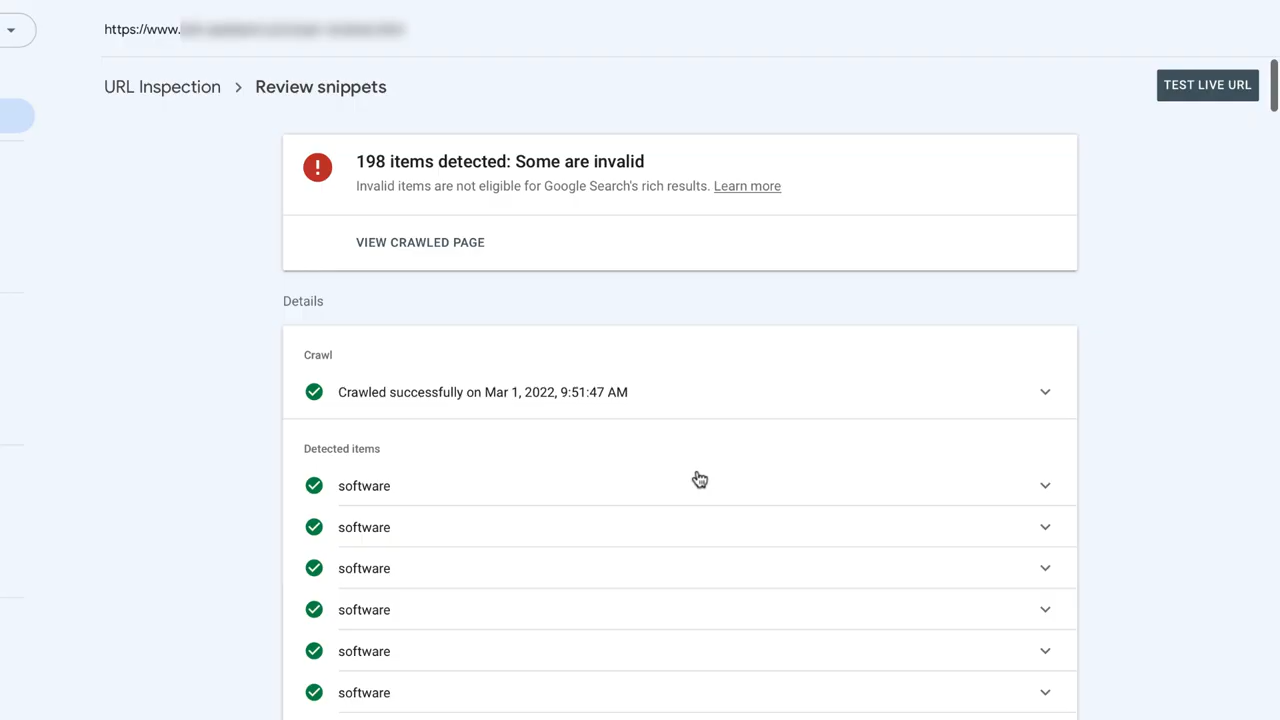 https://www.
URL Inspection > Review snippets
TEST LIVE URL
198 items detected: Some are invalid
Invalid items are not eligible for Google Search's rich results. Learn more
VIEW CRAWLED PAGE
Details
Crawl
Crawled successfully on Mar 1, 2022, 9:51:47 AM
Detected items
software
software
software
software
software
software